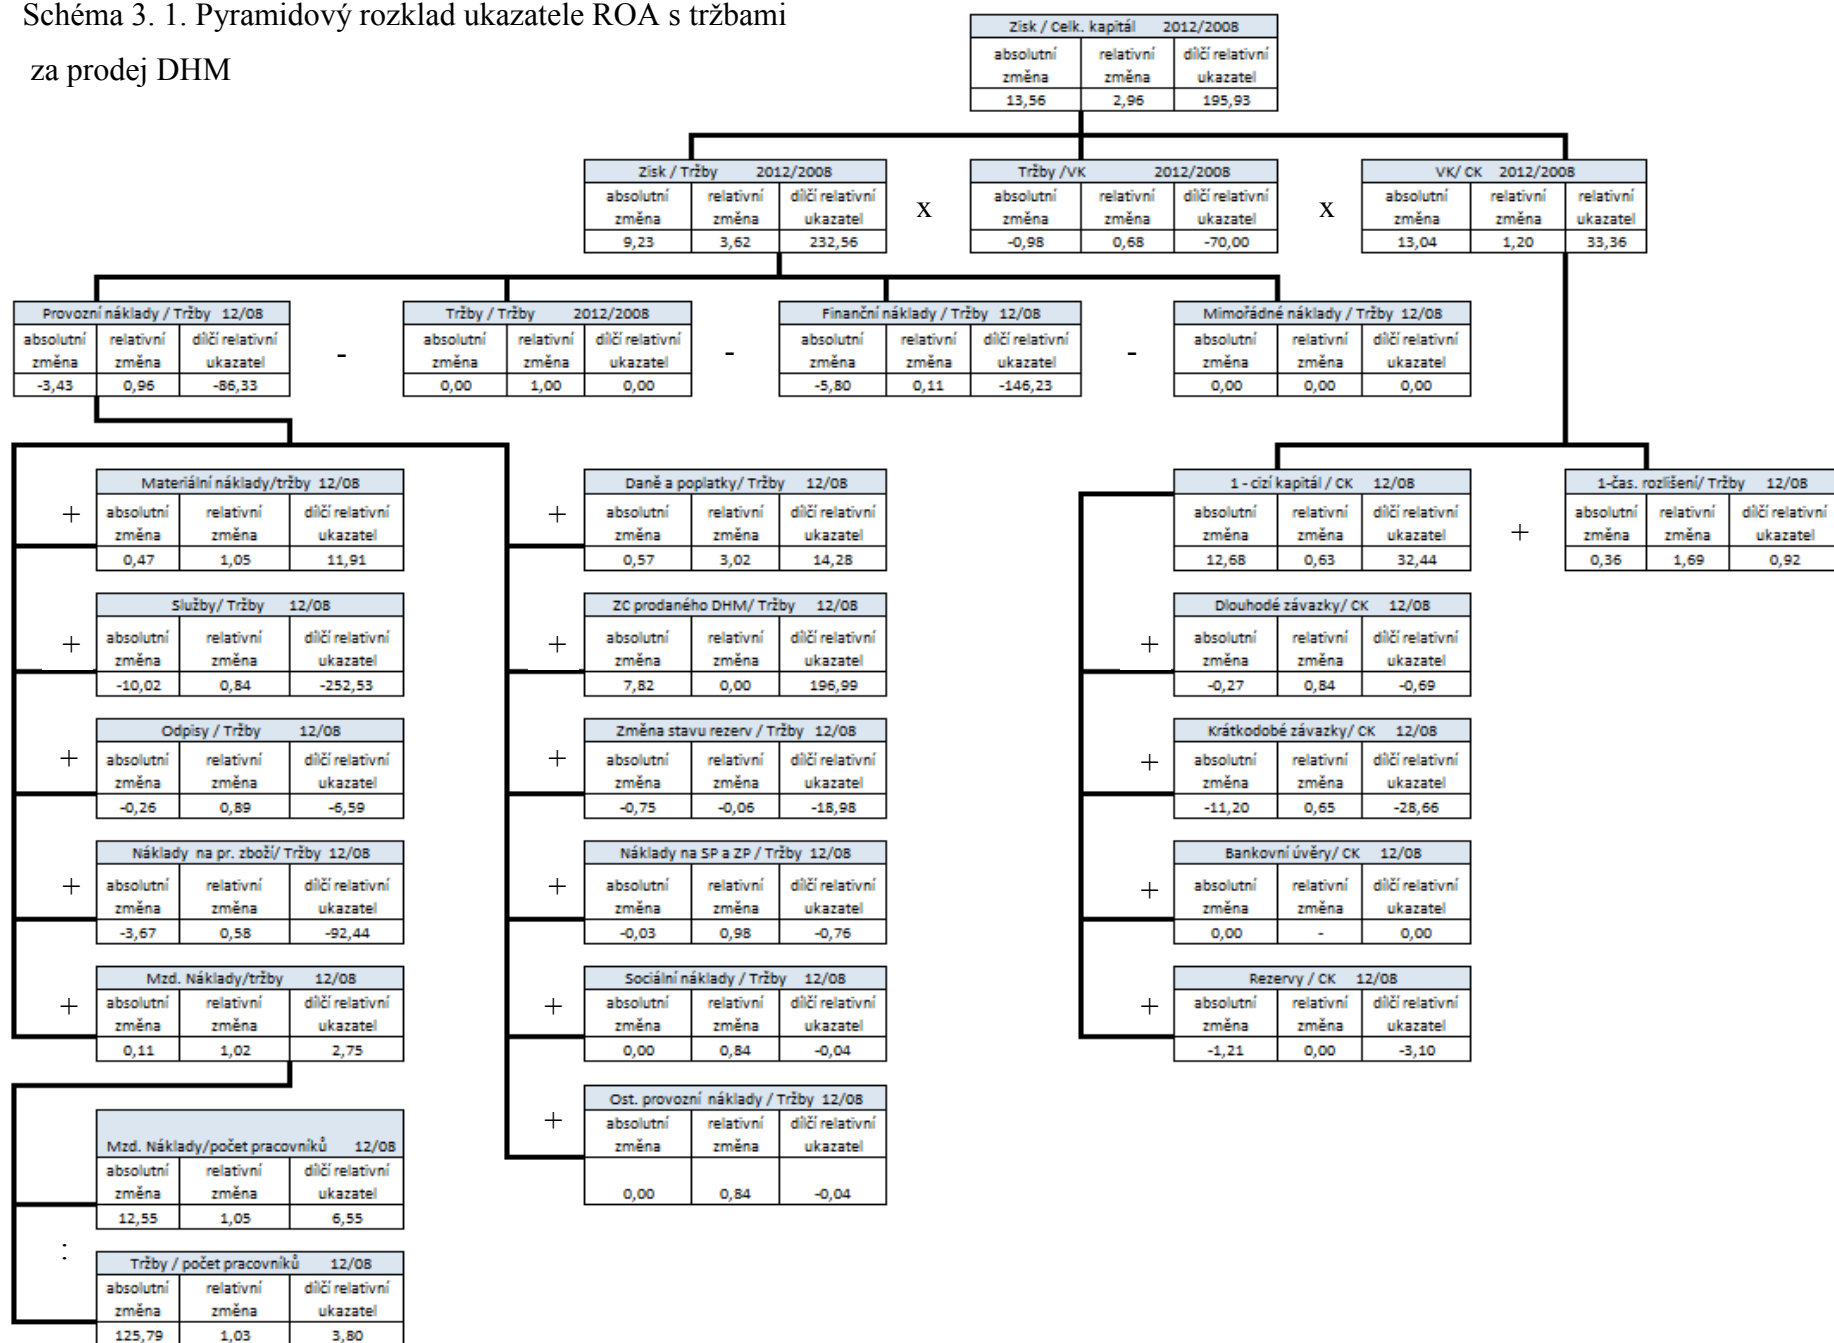 Schéma 3. 1. Pyramidový rozklad ukazatele ROA s tržbami
za prodej DHM
Zisk / Celk. kapitál 2012/2008
absolutní relativní dílčí relativní
změna změna ukazatel
13,56 2,96 195,93
Zisk / Tržby 2012/2008
absolutní relativní dílčí relativní
změna změna ukazatel
9,23 3,62 232,56
x
Tržby /VK 2012/2008
absolutní relativní dílčí relativní
změna změna ukazatel
-0,98 0,68 -70,00
x
VK/ CK 2012/2008
absolutní relativní relativní
změna změna ukazatel
13,04 1,20 33,36
Provozní náklady / Tržby 12/08
absolutní relativní dílčí relativní
změna změna ukazatel
-3,43 0,96 -86,33
-
Tržby / Tržby 2012/2008
absolutní relativní dílčí relativní
změna změna ukazatel
0,00 1,00 0,00
-
Finanční náklady / Tržby 12/08
absolutní relativní dílčí relativní
změna změna ukazatel
-5,80 0,11 -146,23
-
Mimořádné náklady / Tržby 12/08
absolutní relativní dílčí relativní
změna změna ukazatel
0,00 0,00 0,00
+
Materiální náklady/tržby 12/08
absolutní relativní dílčí relativní
změna změna ukazatel
0,47 1,05 11,91
+
Služby/ Tržby 12/08
absolutní relativní dílčí relativní
změna změna ukazatel
-10,02 0,84 -252,53
+
Odpisy / Tržby 12/08
absolutní relativní dílčí relativní
změna změna ukazatel
-0,26 0,89 -6,59
+
Náklady na pr. zboží/ Tržby 12/08
absolutní relativní dílčí relativní
změna změna ukazatel
-3,67 0,58 -92,44
+
Mzd. Náklady/tržby 12/08
absolutní relativní dílčí relativní
změna změna ukazatel
0,11 1,02 2,75
Mzd. Náklady/počet pracovníků 12/08
absolutní relativní dílčí relativní
změna změna ukazatel
12,55 1,05 6,55
:
Tržby / počet pracovníků 12/08
absolutní relativní dílčí relativní
změna změna ukazatel
125,79 1,03 3,80
+
Daně a poplatky/ Tržby 12/08
absolutní relativní dílčí relativní
změna změna ukazatel
0,57 3,02 14,28
+
ZC prodaného DHM/ Tržby 12/08
absolutní relativní dílčí relativní
změna změna ukazatel
7,82 0,00 196,99
+
Změna stavu rezerv / Tržby 12/08
absolutní relativní dílčí relativní
změna změna ukazatel
-0,75 -0,06 -18,98
+
Náklady na SP a ZP / Tržby 12/08
absolutní relativní dílčí relativní
změna změna ukazatel
-0,03 0,98 -0,76
+
Sociální náklady / Tržby 12/08
absolutní relativní dílčí relativní
změna změna ukazatel
0,00 0,84 -0,04
+
Ost. provozní náklady / Tržby 12/08
absolutní relativní dílčí relativní
změna změna ukazatel
0,00 0,84 -0,04
1 - cizí kapitál / CK 12/08
absolutní relativní dílčí relativní
změna změna ukazatel
12,68 0,63 32,44
+
1-čas. rozlišení/ Tržby 12/08
absolutní relativní dílčí relativní
změna změna ukazatel
0,36 1,69 0,92
+
Dlouhodé závazky/ CK 12/08
absolutní relativní dílčí relativní
změna změna ukazatel
-0,27 0,84 -0,69
+
Krátkodobé závazky/ CK 12/08
absolutní relativní dílčí relativní
změna změna ukazatel
-11,20 0,65 -28,66
+
Bankovní úvěry/ CK 12/08
absolutní relativní dílčí relativní
změna změna ukazatel
0,00 - 0,00
+
Rezervy / CK 12/08
absolutní relativní dílčí relativní
změna změna ukazatel
-1,21 0,00 -3,10